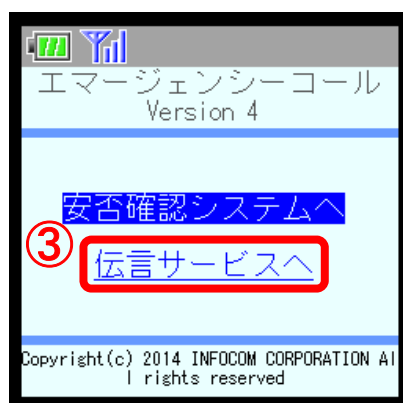 エマージェンシーコール
Version 4
安否確認システムへ
③
伝言サービスへ
Copyright(c) 2014 INFOCOM CORPORATION Al
l rights reserved